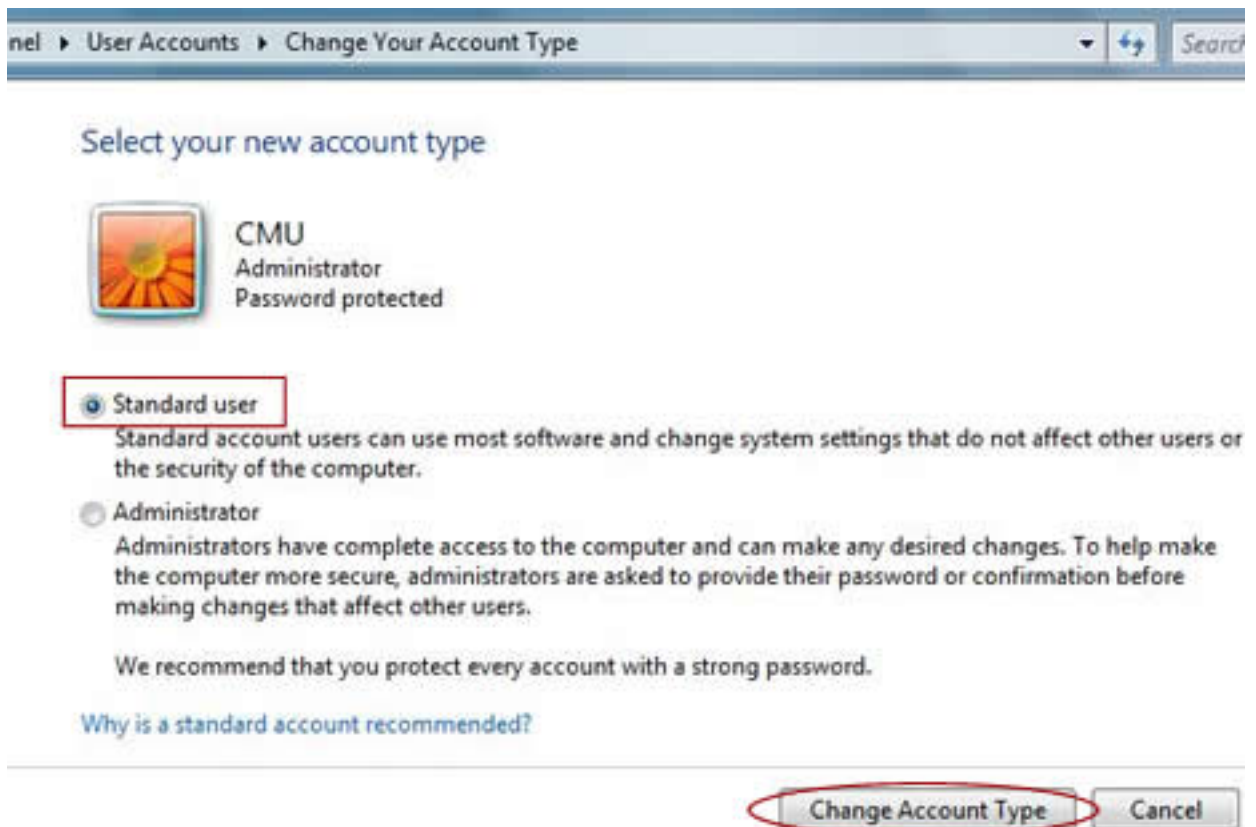 nel ▸ User Accounts ▸ Change Your Account Type
Search
Select your new account type
CMU
Administrator
Password protected
Standard user
Standard account users can use most software and change system settings that do not affect other users or
the security of the computer.
Administrator
Administrators have complete access to the computer and can make any desired changes. To help make
the computer more secure, administrators are asked to provide their password or confirmation before
making changes that affect other users.
We recommend that you protect every account with a strong password.
Why is a standard account recommended?
Change Account Type
Cancel